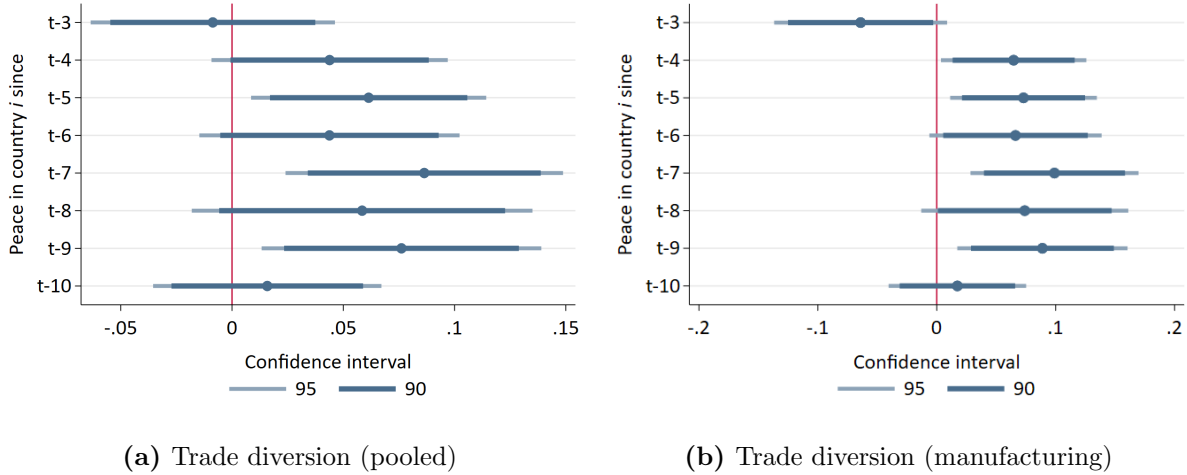 Peace in country i since
t-3
t-4
t-5
t-6
t-7
t-8
t-9
t-10
-.05 0 .05 .1 .15
Confidence interval
95 90
(a) Trade diversion (pooled)
Peace in country i since
t-3
t-4
t-5
t-6
t-7
t-8
t-9
t-10
-.2 -.1 0 .1 .2
Confidence interval
95 90
(b) Trade diversion (manufacturing)